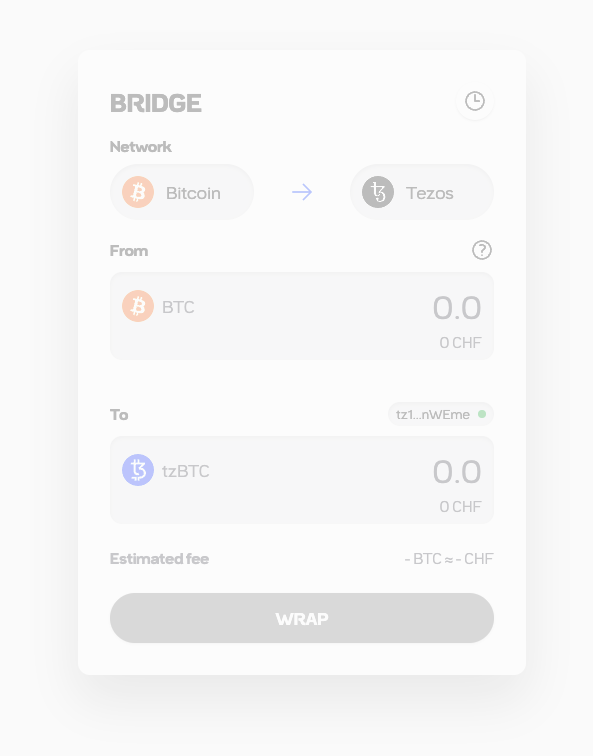 BRIDGE
Network
Bitcoin
Tezos
From
BTC
0.0
0 CHF
To
tz1...nWEme
tzBTC
0.0
0 CHF
Estimated fee
- BTC ≈ - CHF
WRAP